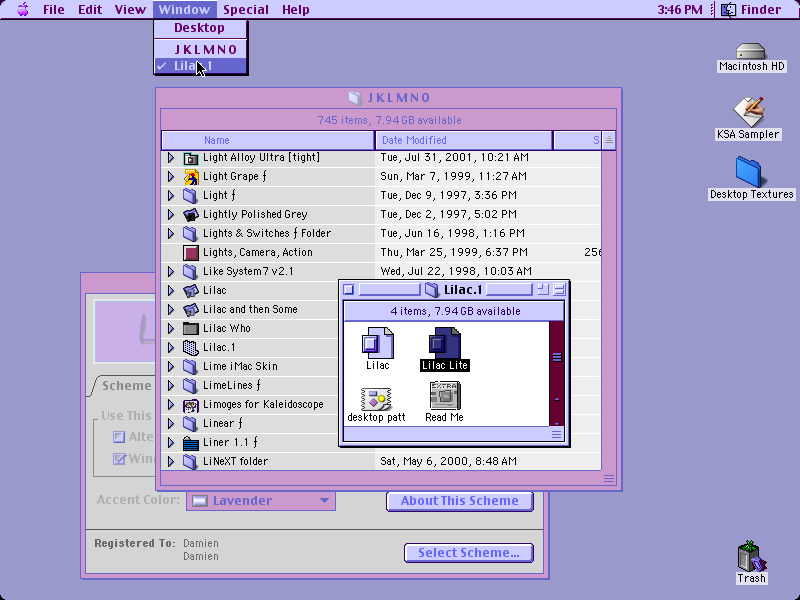 File Edit View Window Special Help 3:46 PM Finder
Desktop
JKLMNO
Lilac.1
Macintosh HD
KSA Sampler
Desktop Textures
JKLMNO
745 items, 7.94 GB available
Name Date Modified S
Light Alloy Ultra [tight] Tue, Jul 31, 2001, 10:21 AM
Light Grape ƒ Sun, Mar 7, 1999, 11:27 AM
Light ƒ Tue, Dec 9, 1997, 3:36 PM
Lightly Polished Grey Tue, Dec 2, 1997, 5:02 PM
Lights & Switches ƒ Folder Tue, Jun 16, 1998, 1:16 PM
Lights, Camera, Action Thu, Mar 25, 1999, 6:37 PM 256
Like System7 v2.1 Wed, Jul 22, 1998, 10:03 AM
Lilac
Lilac and then Some
Lilac Who
Lilac.1
Lime iMac Skin
LimeLines ƒ
Limoges for Kaleidoscope
Linear ƒ
Liner 1.1 ƒ
LiNeXT folder Sat, May 6, 2000, 8:48 AM
Lilac.1
4 items, 7.94 GB available
Lilac
Lilac Lite
desktop patt
EXTRA
Read Me
L
Scheme
Use This
Alte
Wind
Accent Color: Lavender
About This Scheme
Registered To: Damien
Damien
Select Scheme...
Trash